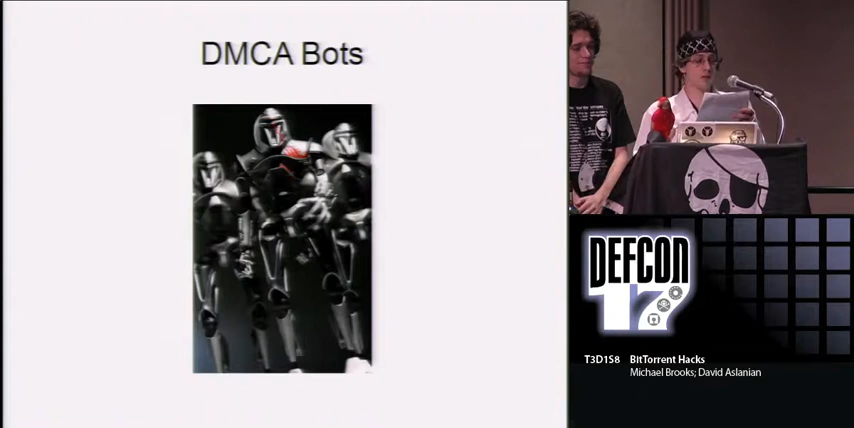 DMCA Bots
DEFCON
17
T3D1S8 BitTorrent Hacks
Michael Brooks; David Aslanian